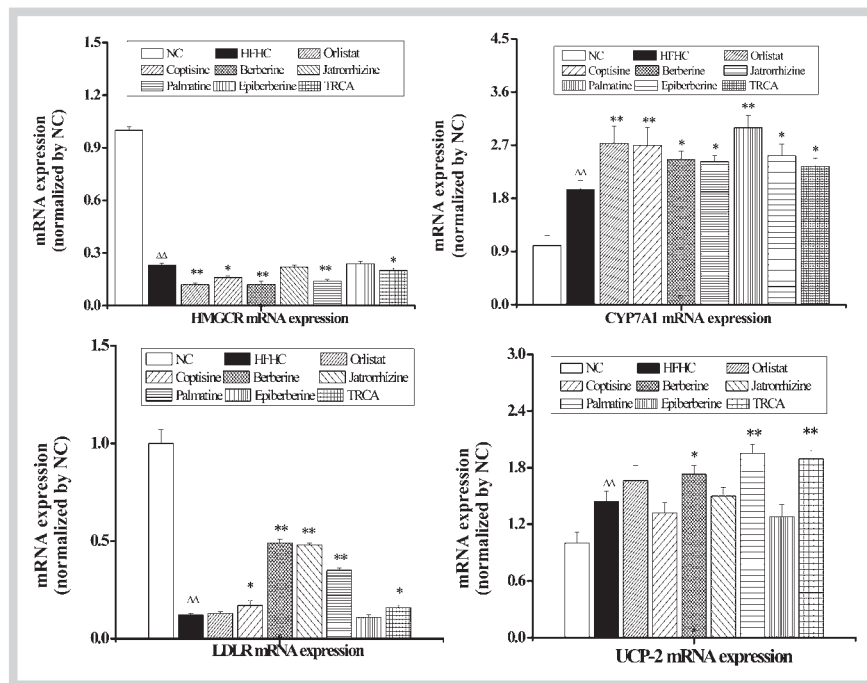 mRNA expression
(normalized by NC)
1.5
1.2
0.9
0.6
0.3
0.0
NC HFHC Orlistat
Coptisine Berberine Jatrorrhizine
Palmatine Epiberberine TRCA
ΔΔ
** * ** ** *
HMGCR mRNA expression
mRNA expression
(normalized by NC)
4.5
3.6
2.7
1.8
0.9
0.0
NC HFHC Orlistat
Coptisine Berberine Jatrorrhizine
Palmatine Epiberberine TRCA
ΔΔ
** ** * * ** * *
CYP7A1 mRNA expression
mRNA expression
(normalized by NC)
1.5
1.0
0.5
0.0
NC HFHC Orlistat
Coptisine Berberine Jatrorrhizine
Palmatine Epiberberine TRCA
ΔΔ
* ** ** ** *
LDLR mRNA expression
mRNA expression
(normalized by NC)
3.0
2.4
1.8
1.2
0.6
0.0
NC HFHC Orlistat
Coptisine Berberine Jatrorrhizine
Palmatine Epiberberine TRCA
ΔΔ
* ** **
UCP-2 mRNA expression